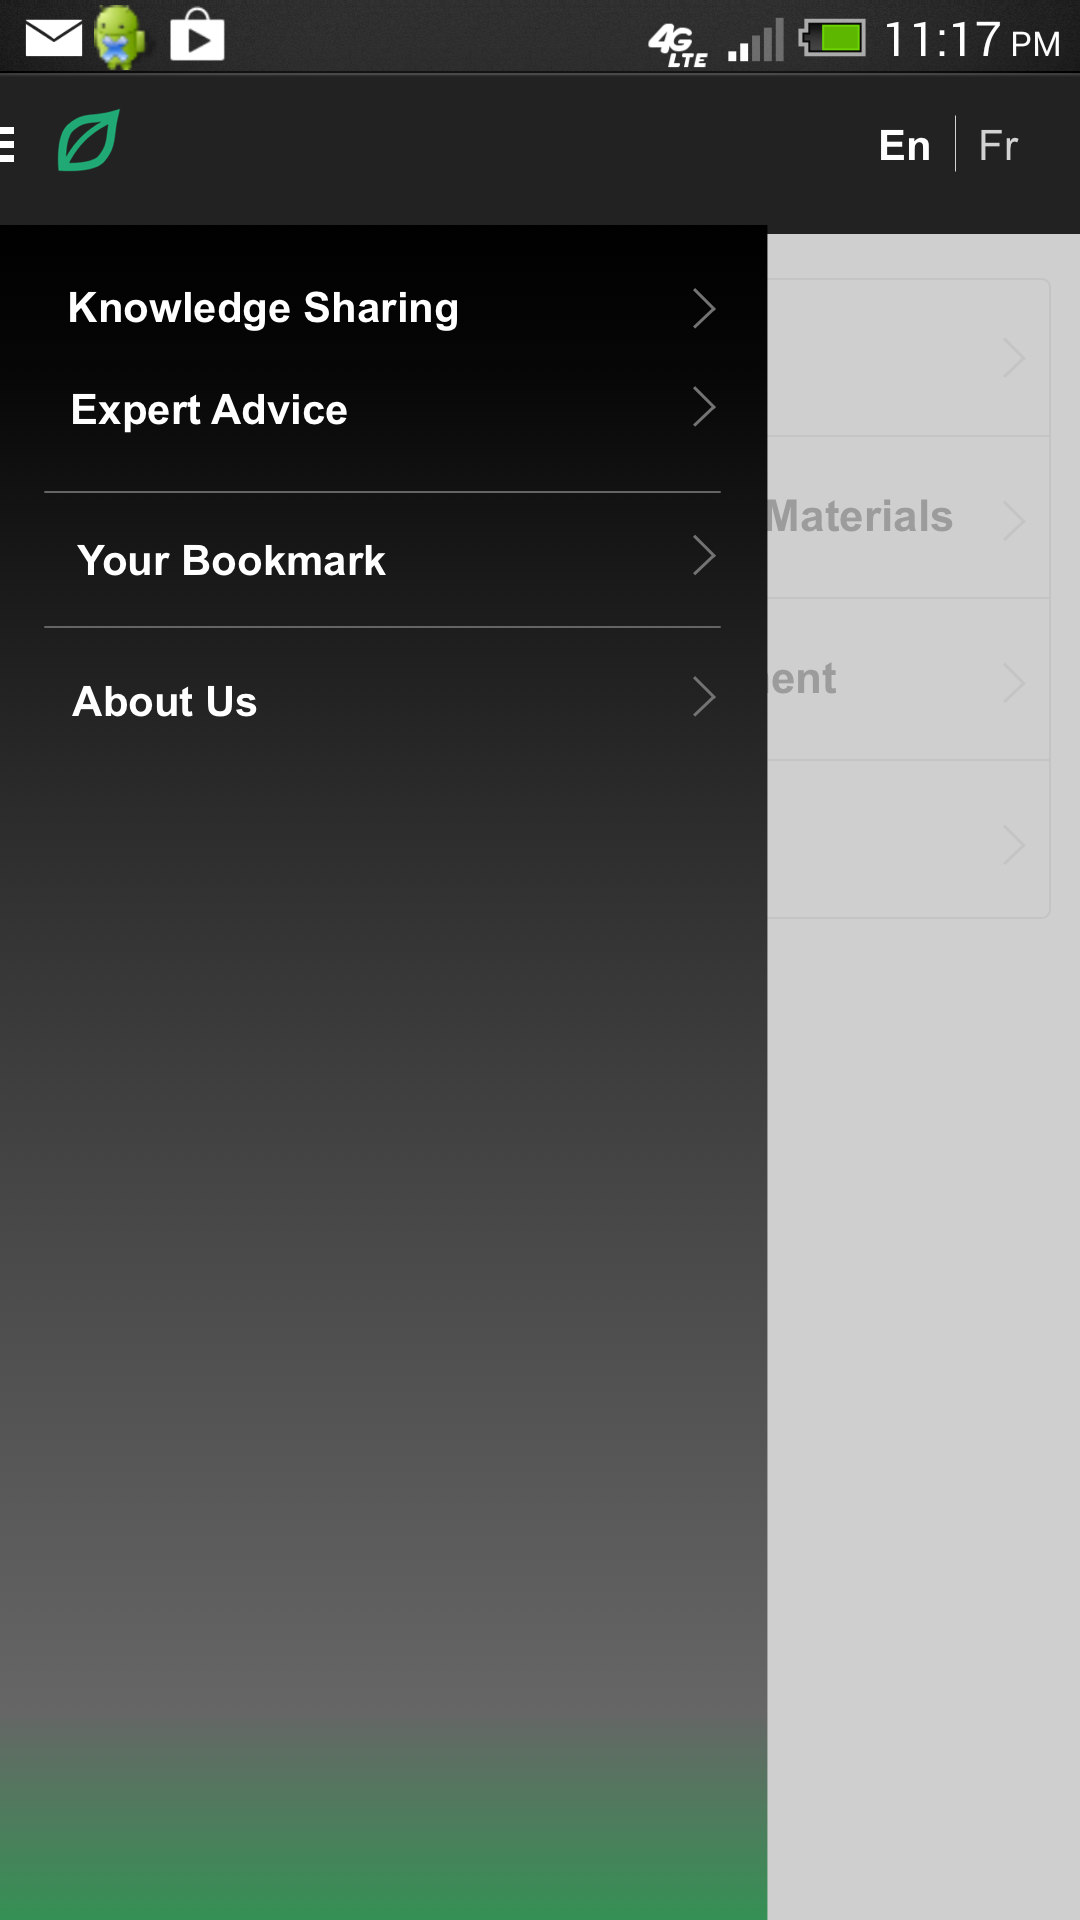 4G LTE 11:17 PM
En Fr
Knowledge Sharing
Expert Advice
Materials
Your Bookmark
ent
About Us